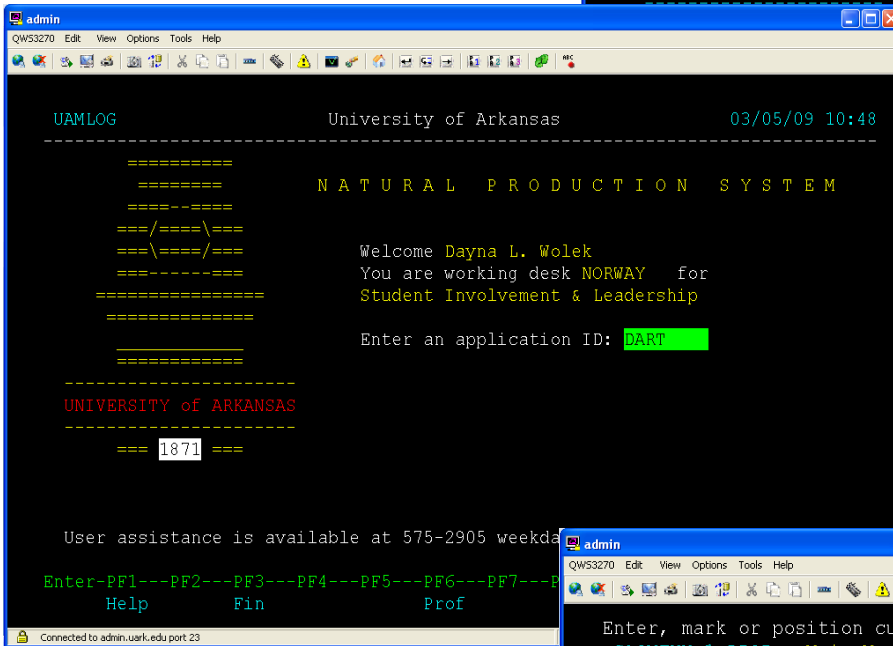 admin
QWS3270 Edit View Options Tools Help
UAMLOG University of Arkansas 03/05/09 10:48
N A T U R A L P R O D U C T I O N S Y S T E M
Welcome Dayna L. Wolek
You are working desk NORWAY for
Student Involvement & Leadership
Enter an application ID: DART
UNIVERSITY of ARKANSAS
=== 1871 ===
User assistance is available at 575-2905 weekda
Enter-PF1---PF2---PF3---PF4---PF5---PF6---PF7---P
Help Fin Prof
Connected to admin.uark.edu port 23
admin
QWS3270 Edit View Options Tools Help
Enter, mark or position cu